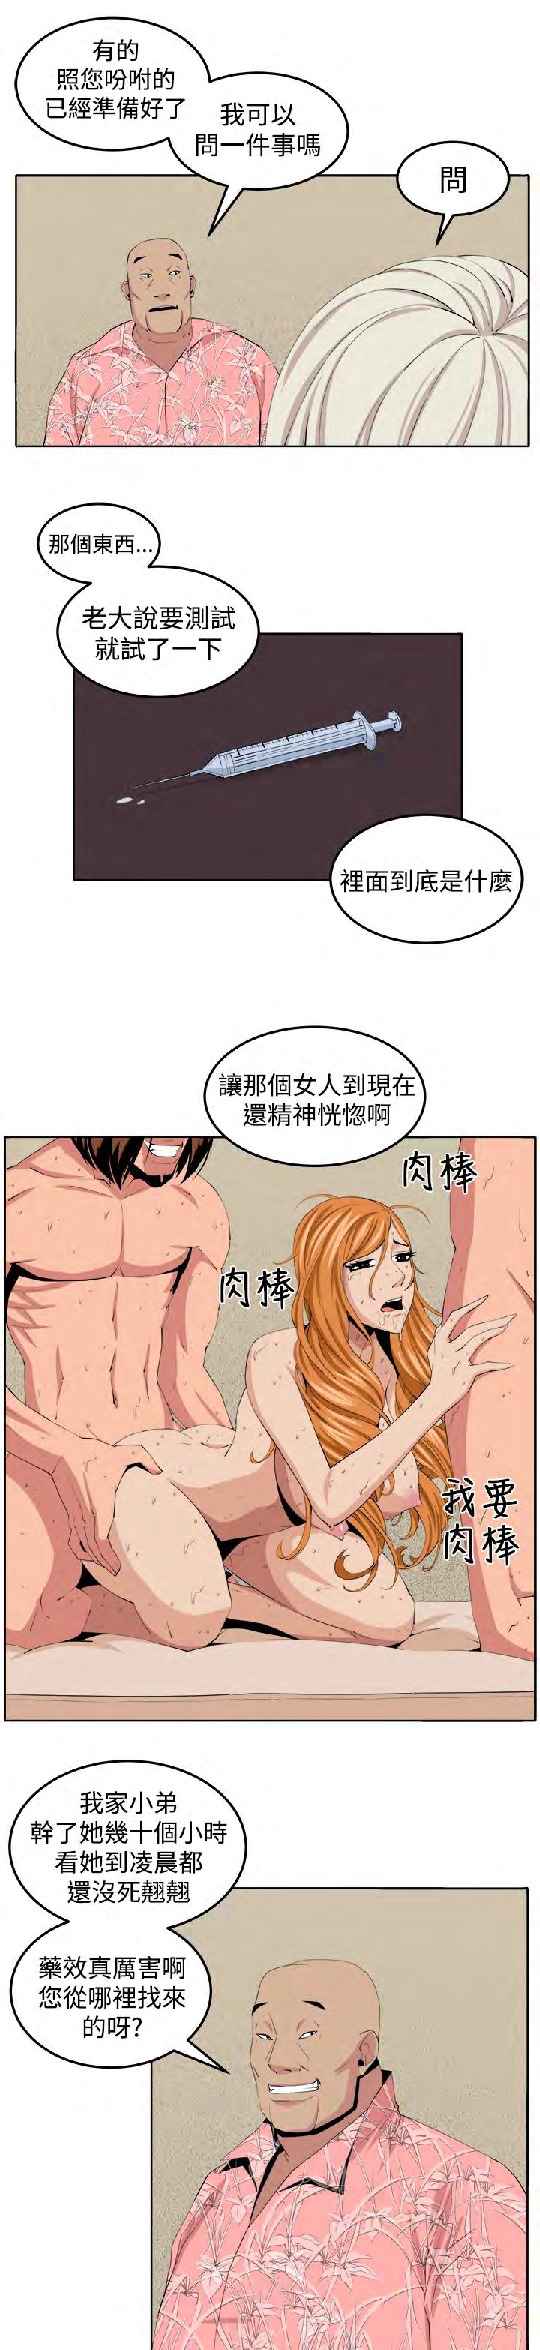 有的
照您吩咐的
已經準備好了
我可以
問一件事嗎
問
那個東西...
老大說要測試
就試了一下
裡面到底是什麼
讓那個女人到現在
還精神恍惚啊
肉棒
肉棒
我要
肉棒
我家小弟
幹了她幾十個小時
看她到凌晨都
還沒死翹翹
藥效真厲害啊
您從哪裡找來
的呀?